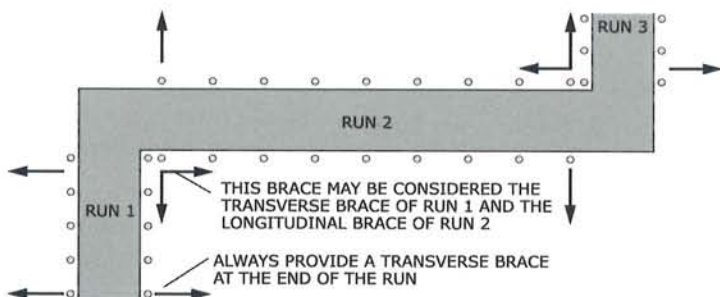 RUN 3
RUN 2
THIS BRACE MAY BE CONSIDERED THE
TRANSVERSE BRACE OF RUN 1 AND THE
LONGITUDINAL BRACE OF RUN 2
RUN 1
ALWAYS PROVIDE A TRANSVERSE BRACE
AT THE END OF THE RUN